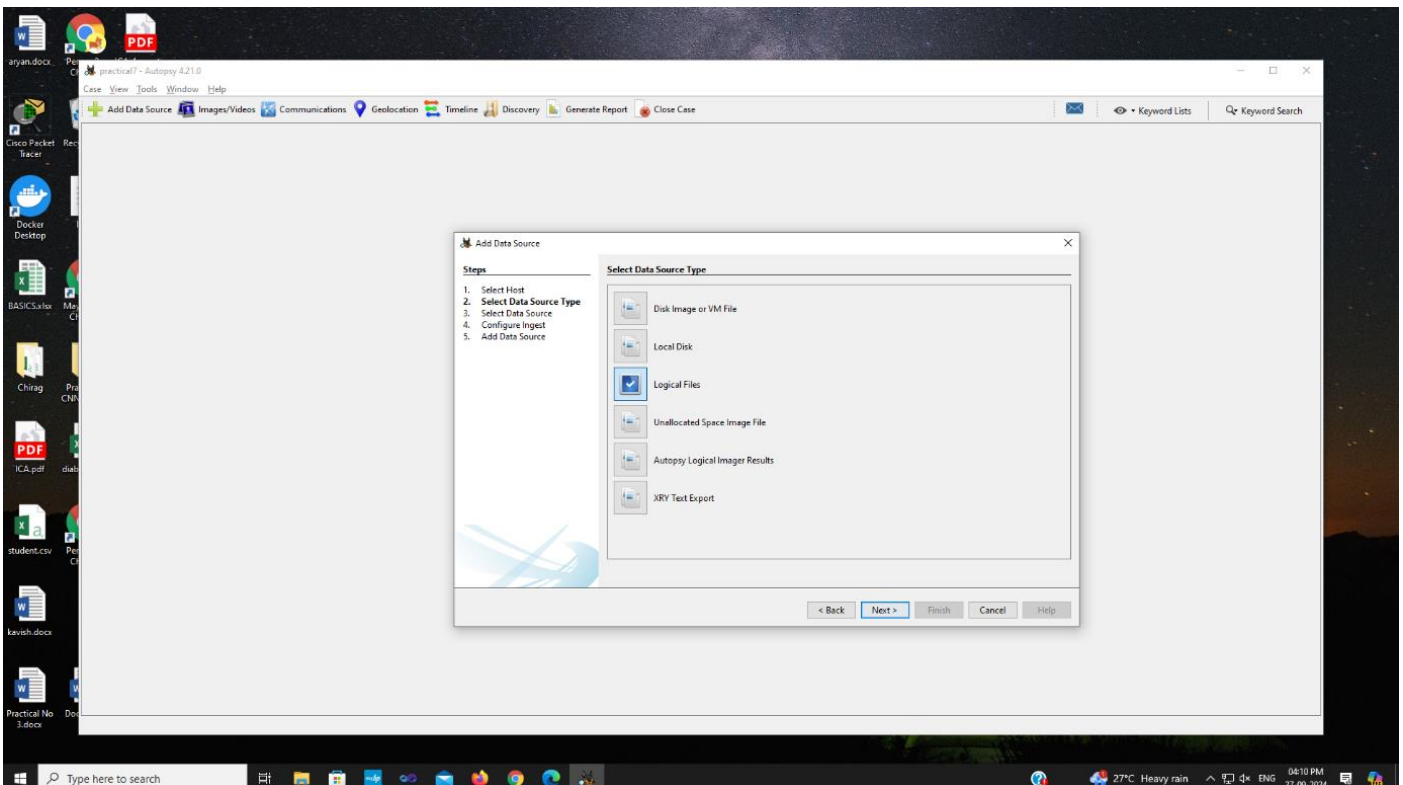 PDF
aryan.docx
practical7 - Autopsy 4.21.0
Case View Tools Window Help
Add Data Source Images/Videos Communications Geolocation Timeline Discovery Generate Report Close Case Keyword Lists Keyword Search
Cisco Packet
Tracer
Docker
Desktop
BASICS.xlsx
Chirag
PDF
ICA.pdf
a
student.csv
kavish.docx
Practical No
3.docx
Add Data Source
Steps
1. Select Host
2. Select Data Source Type
3. Select Data Source
4. Configure Ingest
5. Add Data Source
Select Data Source Type
Disk Image or VM File
Local Disk
Logical Files
Unallocated Space Image File
Autopsy Logical Imager Results
XRY Text Export
< Back Next > Finish Cancel Help
Type here to search
27°C Heavy rain ENG 04:10 PM
27-09-2024